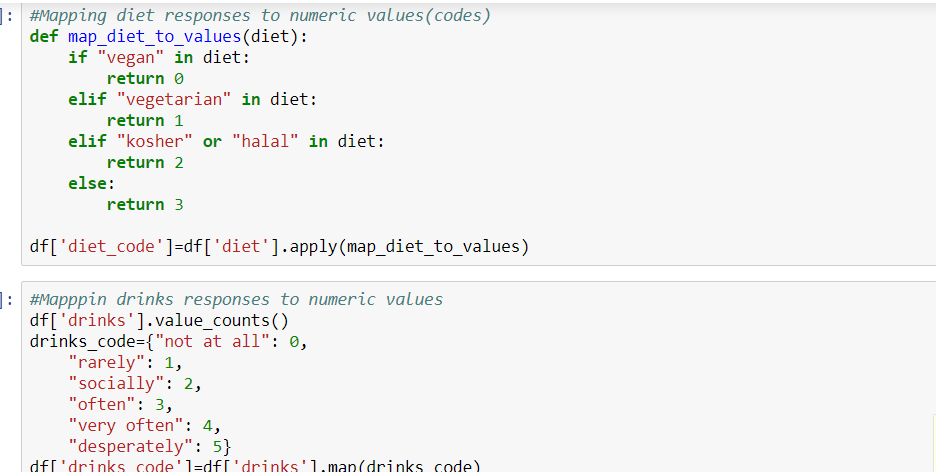 ]: #Mapping diet responses to numeric values(codes)
def map_diet_to_values(diet):
    if "vegan" in diet:
        return 0
    elif "vegetarian" in diet:
        return 1
    elif "kosher" or "halal" in diet:
        return 2
    else:
        return 3
df['diet_code']=df['diet'].apply(map_diet_to_values)
]: #Mapppin drinks responses to numeric values
df['drinks'].value_counts()
drinks_code={"not at all": 0,
    "rarely": 1,
    "socially": 2,
    "often": 3,
    "very often": 4,
    "desperately": 5}
df['drinks_code']=df['drinks'].map(drinks_code)